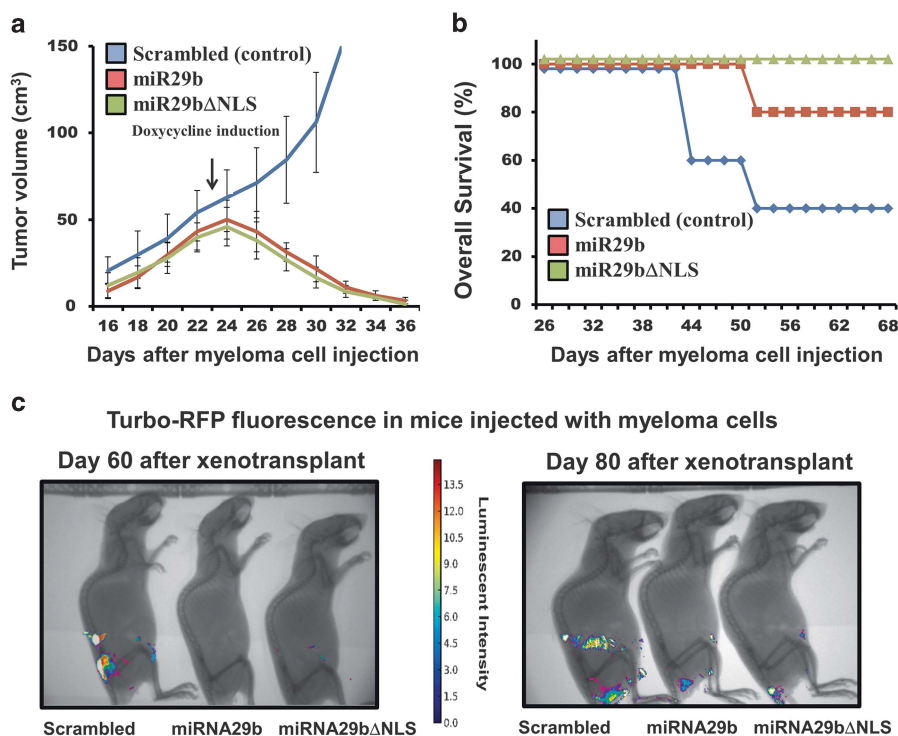 a
150
100
50
0
Tumor volume (cm³)
Scrambled (control)
miR29b
miR29bΔNLS
Doxycycline induction
16 18 20 22 24 26 28 30 32 34 36
Days after myeloma cell injection
b
100
80
60
40
20
0
Overall Survival (%)
Scrambled (control)
miR29b
miR29bΔNLS
26 32 38 44 50 56 62 68
Days after myeloma cell injection
c
Turbo-RFP fluorescence in mice injected with myeloma cells
Day 60 after xenotransplant
Scrambled miRNA29b miRNA29bΔNLS
13.5
12.0
10.5
9.0
7.5
6.0
4.5
3.0
1.5
0.0
Luminescent Intensity
Day 80 after xenotransplant
Scrambled miRNA29b miRNA29bΔNLS